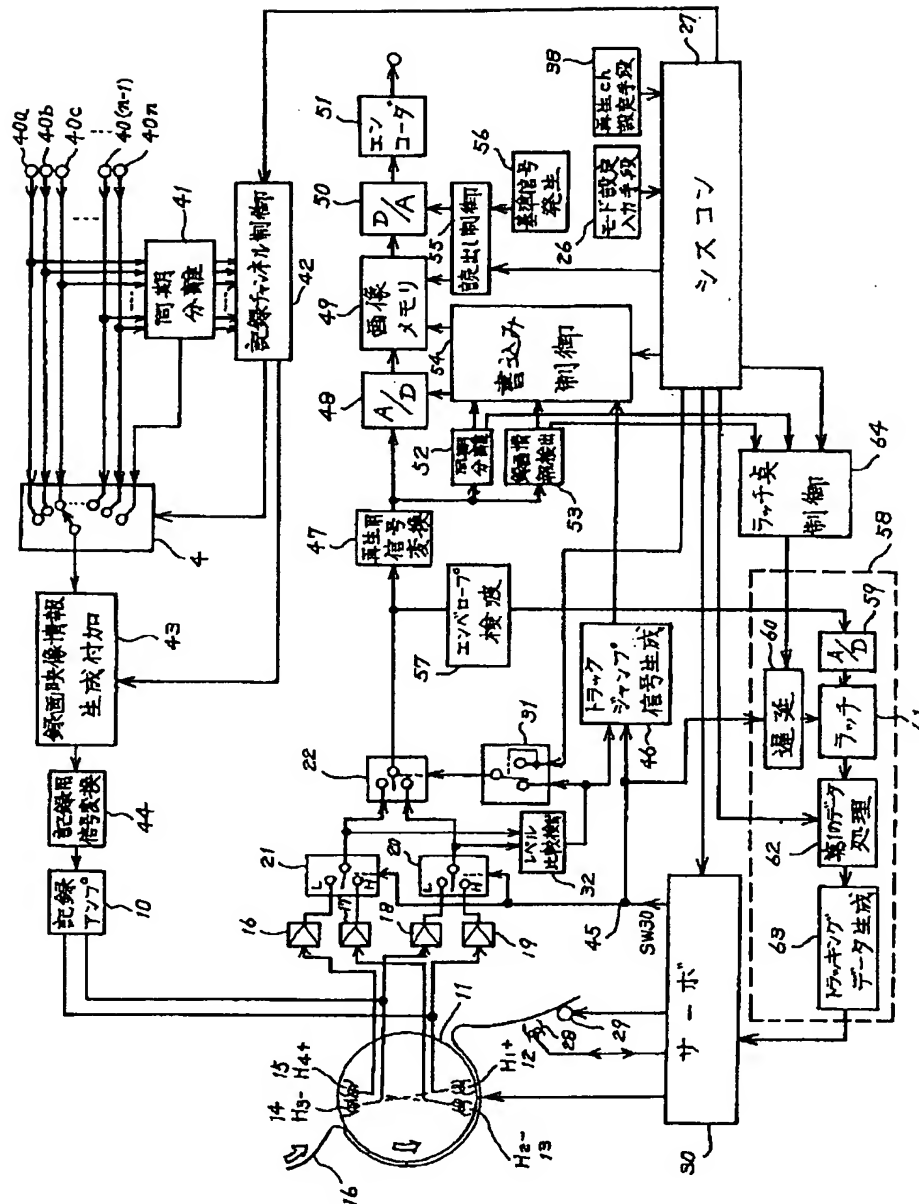 40a
40b
40c
40(n-1)
40n
41
同期
分離
記録チャンネル制御
42
4
録画映像情報
生成付加
43
記録用
信号変換
44
記録
アンプ
10
エンコーダ
51
D/A
50
画像
メモリ
49
A/D
48
読出し制御
55
基準信号
発生
56
再生ch
設定手段
38
モード設定
入力手段
26
27
シスコン
書込み
制御
54
同期
分離
52
録画情
報検出
53
再生用
信号変換
47
エンベロープ
検波
57
ラッチ点
制御
64
58
59
A/D
60
遅延
ラッチ
61
第1のデータ
処理
62
トラッキング
データ生成
63
トラック
ジャンプ
信号生成
46
31
22
レベル
比較検出
32
21
L
H
20
L
H
16
17
18
19
45
SW30
サーボ
30
11
15 H4+
14 H3-
H1+
12
H2-
13
28
29
16